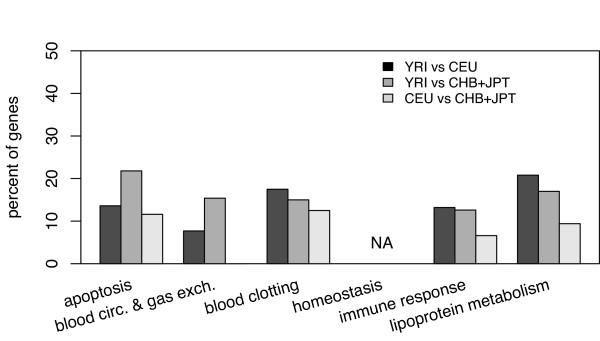 percent of genes
50
40
30
20
10
0
YRI vs CEU
YRI vs CHB+JPT
CEU vs CHB+JPT
NA
apoptosis
blood circ. & gas exch.
blood clotting
homeostasis
immune response
lipoprotein metabolism